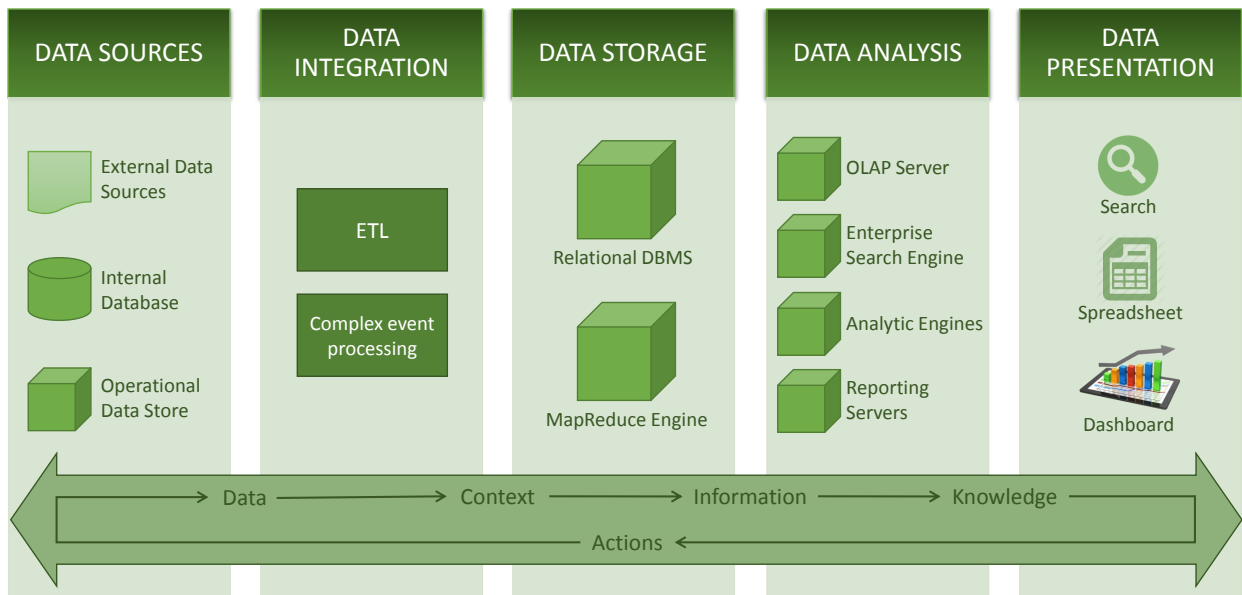 DATA SOURCES
DATA
INTEGRATION
DATA STORAGE
DATA ANALYSIS
DATA
PRESENTATION
External Data
Sources
Internal
Database
Operational
Data Store
ETL
Complex event
processing
Relational DBMS
MapReduce Engine
OLAP Server
Enterprise
Search Engine
Analytic Engines
Reporting
Servers
Search
Spreadsheet
Dashboard
Data
Context
Information
Knowledge
Actions